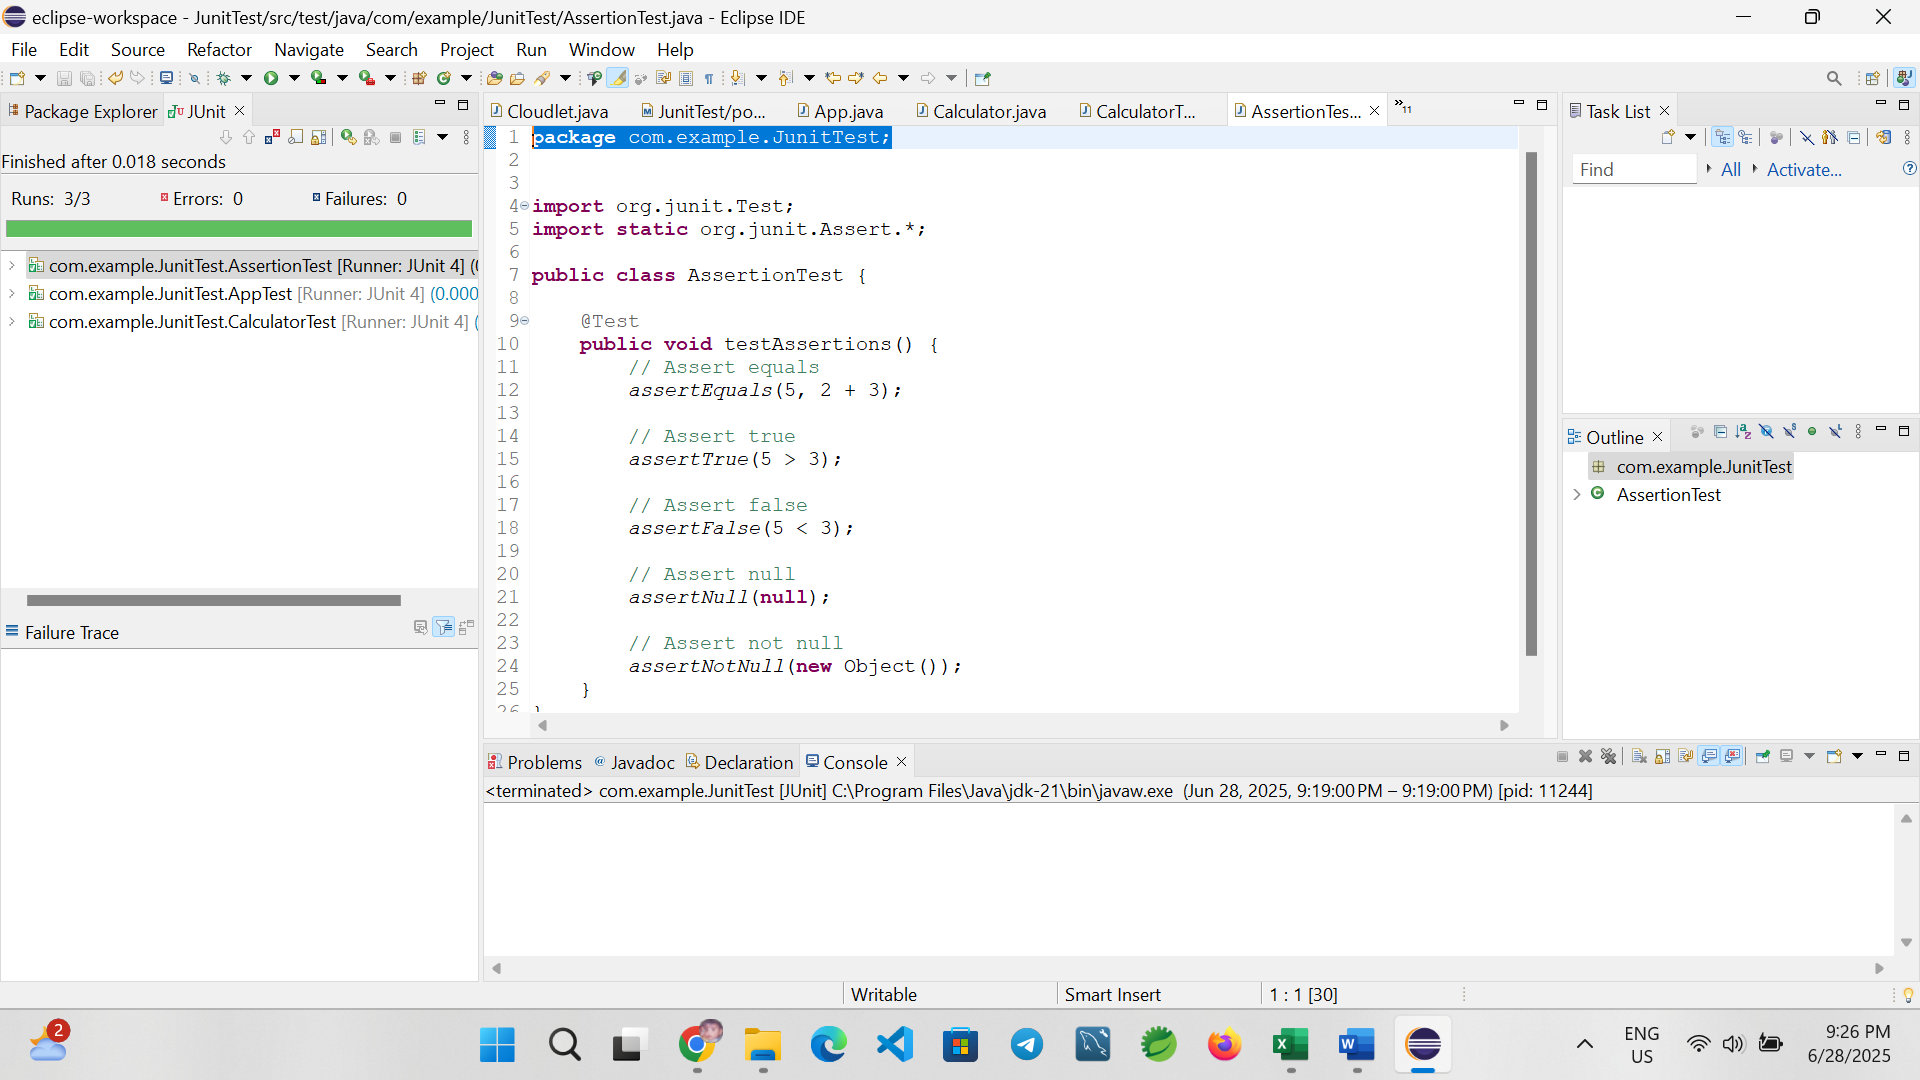 eclipse-workspace - JunitTest/src/test/java/com/example/JunitTest/AssertionTest.java - Eclipse IDE
File Edit Source Refactor Navigate Search Project Run Window Help
Package Explorer JUnit
Finished after 0.018 seconds
Runs: 3/3 Errors: 0 Failures: 0
com.example.JunitTest.AssertionTest [Runner: JUnit 4] (0
com.example.JunitTest.AppTest [Runner: JUnit 4] (0.000
com.example.JunitTest.CalculatorTest [Runner: JUnit 4] (
Failure Trace
Cloudlet.java JunitTest/po... App.java Calculator.java CalculatorT... AssertionTes... »11
1 package com.example.JunitTest;
2
3
4 import org.junit.Test;
5 import static org.junit.Assert.*;
6
7 public class AssertionTest {
8
9 @Test
10 public void testAssertions() {
11 // Assert equals
12 assertEquals(5, 2 + 3);
13
14 // Assert true
15 assertTrue(5 > 3);
16
17 // Assert false
18 assertFalse(5 < 3);
19
20 // Assert null
21 assertNull(null);
22
23 // Assert not null
24 assertNotNull(new Object());
25 }
26 }
Task List
Find All Activate...
Outline
com.example.JunitTest
AssertionTest
Problems Javadoc Declaration Console
<terminated> com.example.JunitTest [JUnit] C:\Program Files\Java\jdk-21\bin\javaw.exe (Jun 28, 2025, 9:19:00 PM – 9:19:00 PM) [pid: 11244]
Writable Smart Insert 1 : 1 [30]
2
ENG
US
9:26 PM
6/28/2025